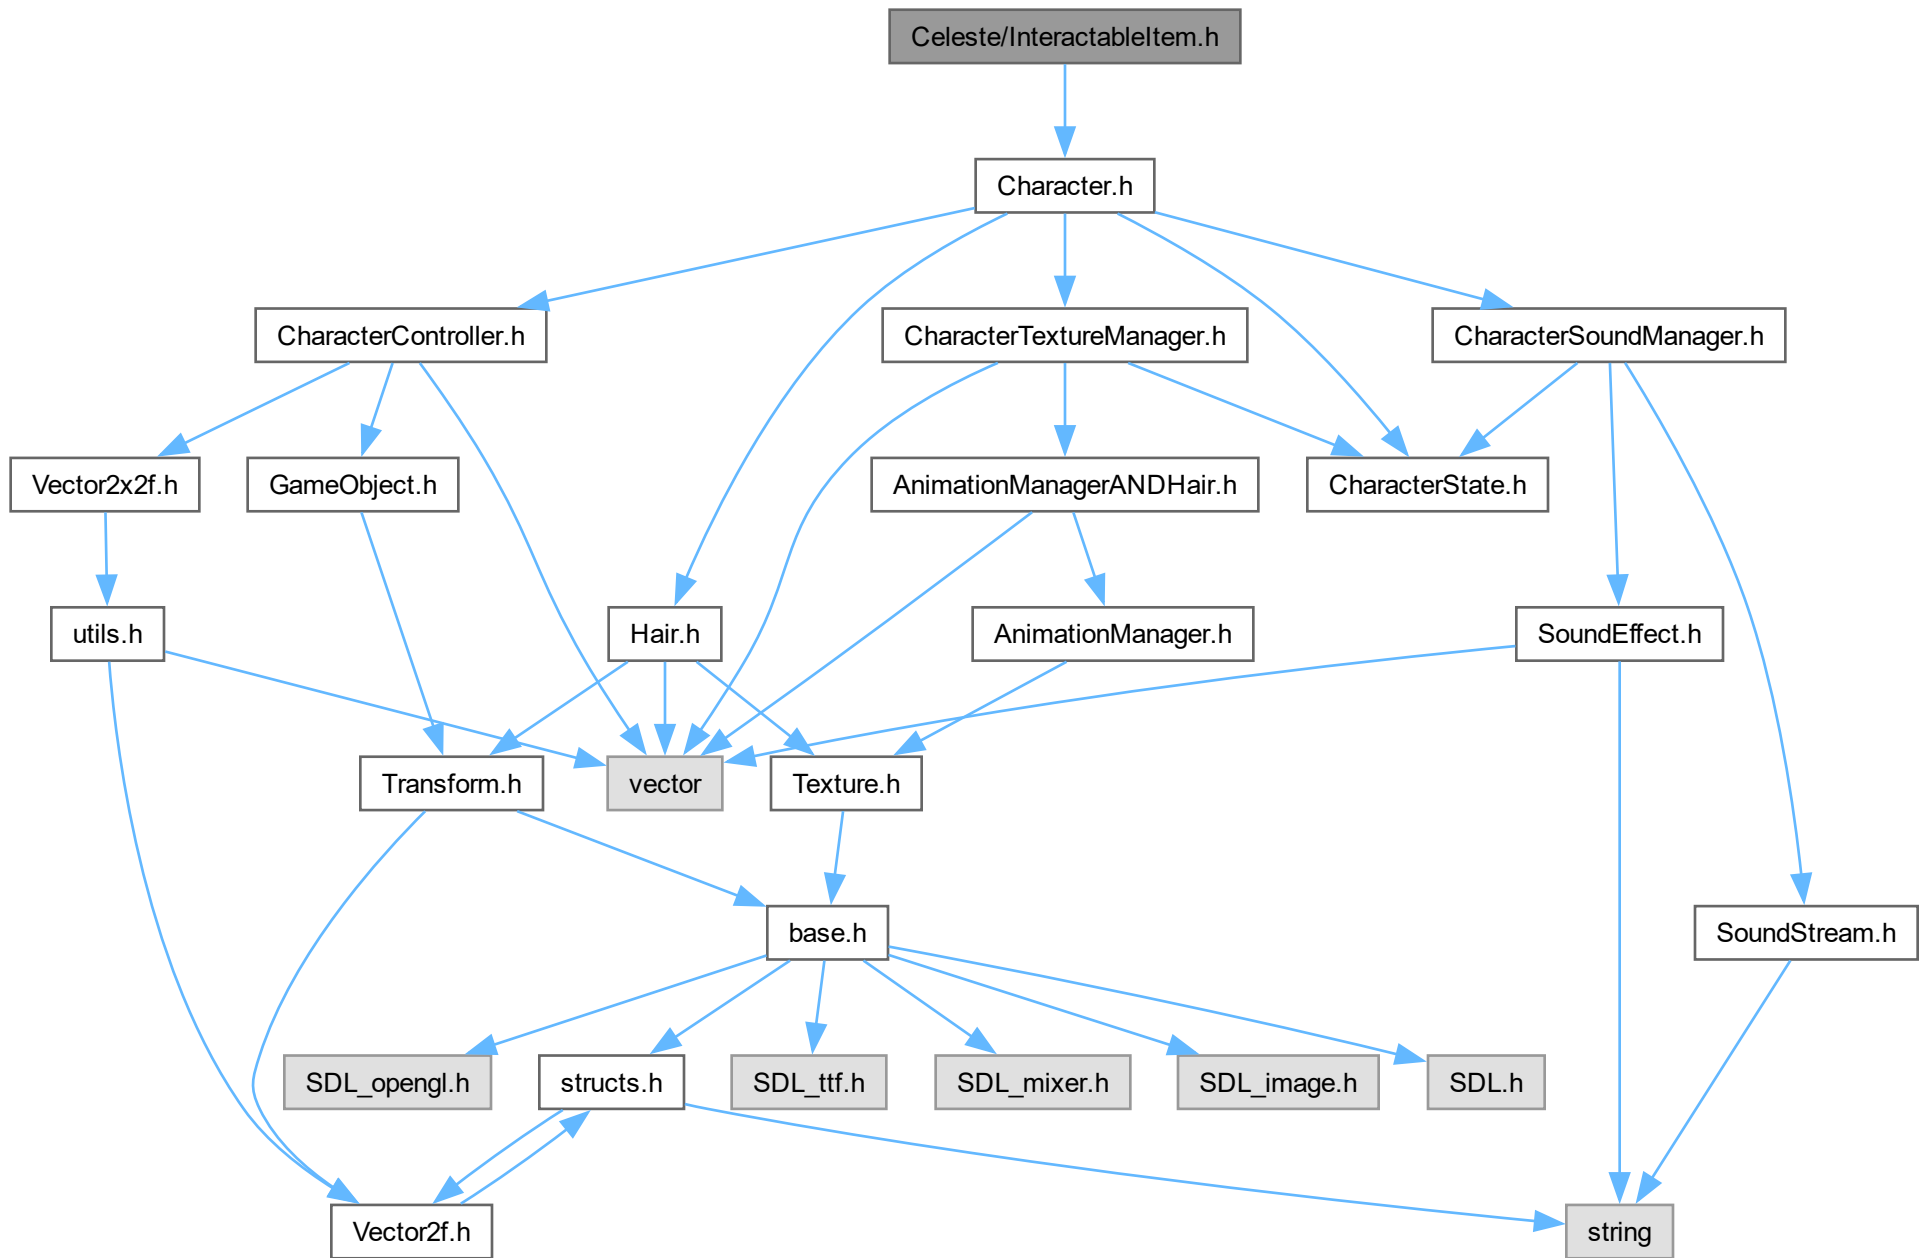 Celeste/InteractableItem.h
Character.h
CharacterController.h
CharacterTextureManager.h
CharacterSoundManager.h
Vector2x2f.h
GameObject.h
AnimationManagerANDHair.h
CharacterState.h
utils.h
Hair.h
AnimationManager.h
SoundEffect.h
Transform.h
vector
Texture.h
base.h
SoundStream.h
SDL_opengl.h
structs.h
SDL_ttf.h
SDL_mixer.h
SDL_image.h
SDL.h
Vector2f.h
string